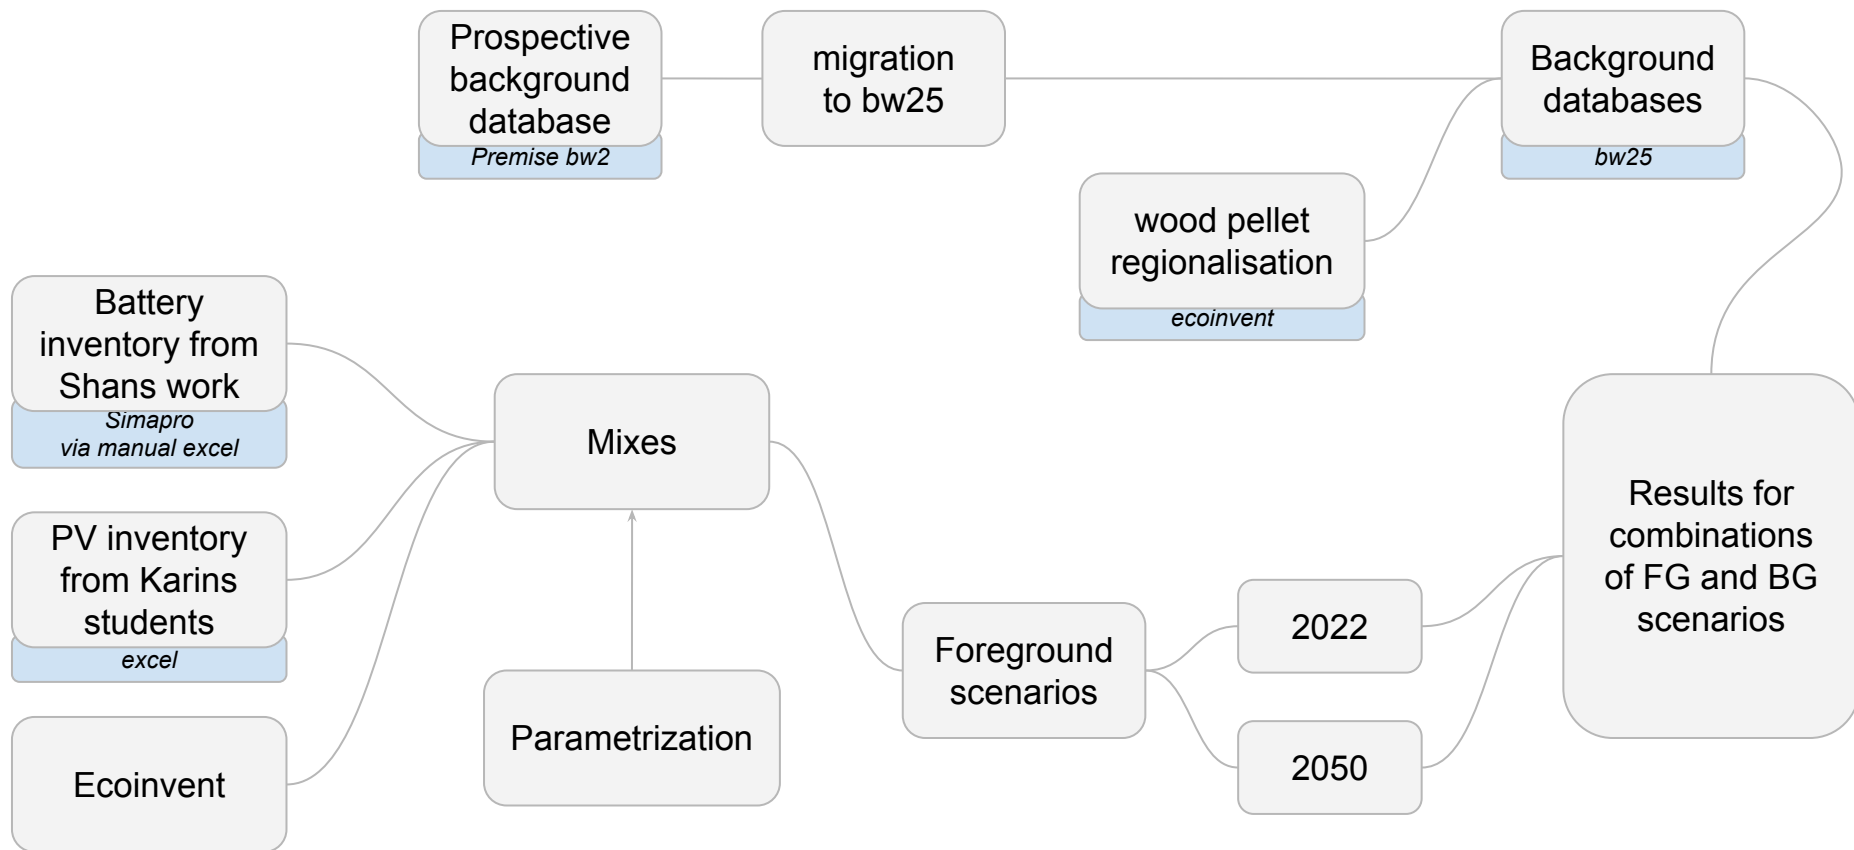 Prospective
background
database
Premise bw2
migration
to bw25
Background
databases
bw25
wood pellet
regionalisation
ecoinvent
Battery
inventory from
Shans work
Simapro
via manual excel
Mixes
PV inventory
from Karins
students
excel
Ecoinvent
Parametrization
Foreground
scenarios
2022
2050
Results for
combinations
of FG and BG
scenarios